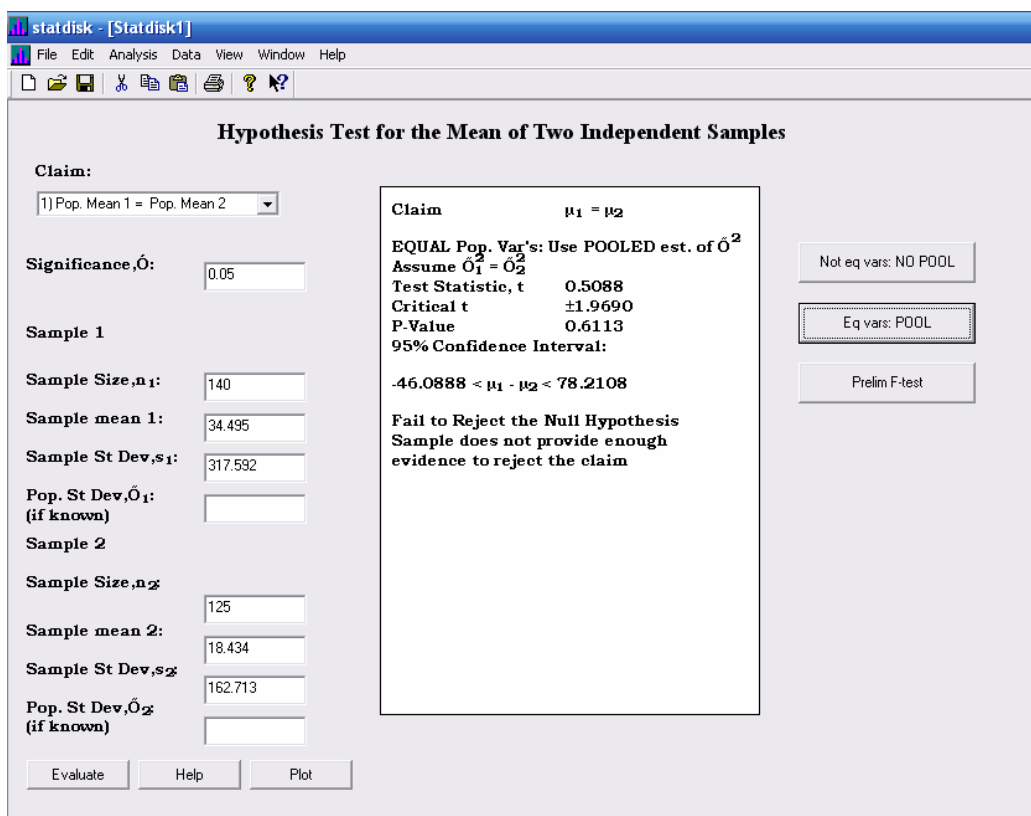 statdisk - [Statdisk1]
File Edit Analysis Data View Window Help
Hypothesis Test for the Mean of Two Independent Samples
Claim:
1) Pop. Mean 1 = Pop. Mean 2
Significance,Ó:
0.05
Sample 1
Sample Size,n1:
140
Sample mean 1:
34.495
Sample St Dev,s1:
317.592
Pop. St Dev,Ő1:
(if known)
Sample 2
Sample Size,n2:
125
Sample mean 2:
18.434
Sample St Dev,s2:
162.713
Pop. St Dev,Ő2:
(if known)
Evaluate
Help
Plot
Claim μ1 = μ2
EQUAL Pop. Var's: Use POOLED est. of Ő²
Assume Ő1² = Ő2²
Test Statistic, t 0.5088
Critical t ±1.9690
P-Value 0.6113
95% Confidence Interval:
-46.0888 < μ1 - μ2 < 78.2108
Fail to Reject the Null Hypothesis
Sample does not provide enough
evidence to reject the claim
Not eq vars: NO POOL
Eq vars: POOL
Prelim F-test